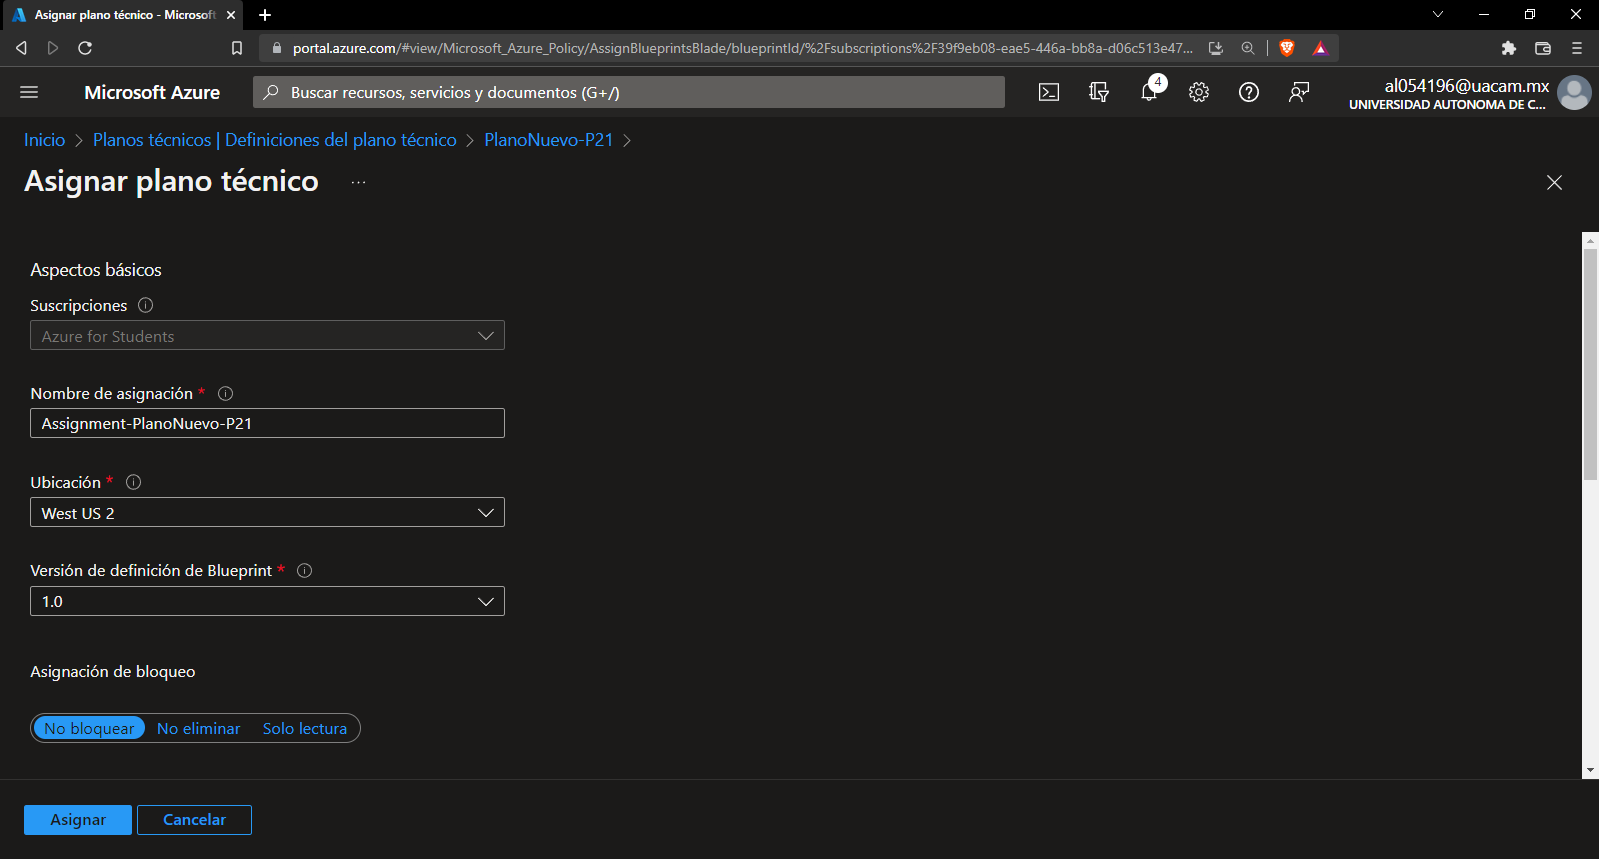 Asignar plano técnico - Microsoft
portal.azure.com/#view/Microsoft_Azure_Policy/AssignBlueprintsBlade/blueprintId/%2Fsubscriptions%2F39f9eb08-eae5-446a-bb8a-d06c513e47...
Microsoft Azure
Buscar recursos, servicios y documentos (G+/)
4
al054196@uacam.mx
UNIVERSIDAD AUTONOMA DE C...
Inicio > Planos técnicos | Definiciones del plano técnico > PlanoNuevo-P21 >
Asignar plano técnico ...
Aspectos básicos
Suscripciones
Azure for Students
Nombre de asignación *
Assignment-PlanoNuevo-P21
Ubicación *
West US 2
Versión de definición de Blueprint *
1.0
Asignación de bloqueo
No bloquear No eliminar Solo lectura
Asignar Cancelar